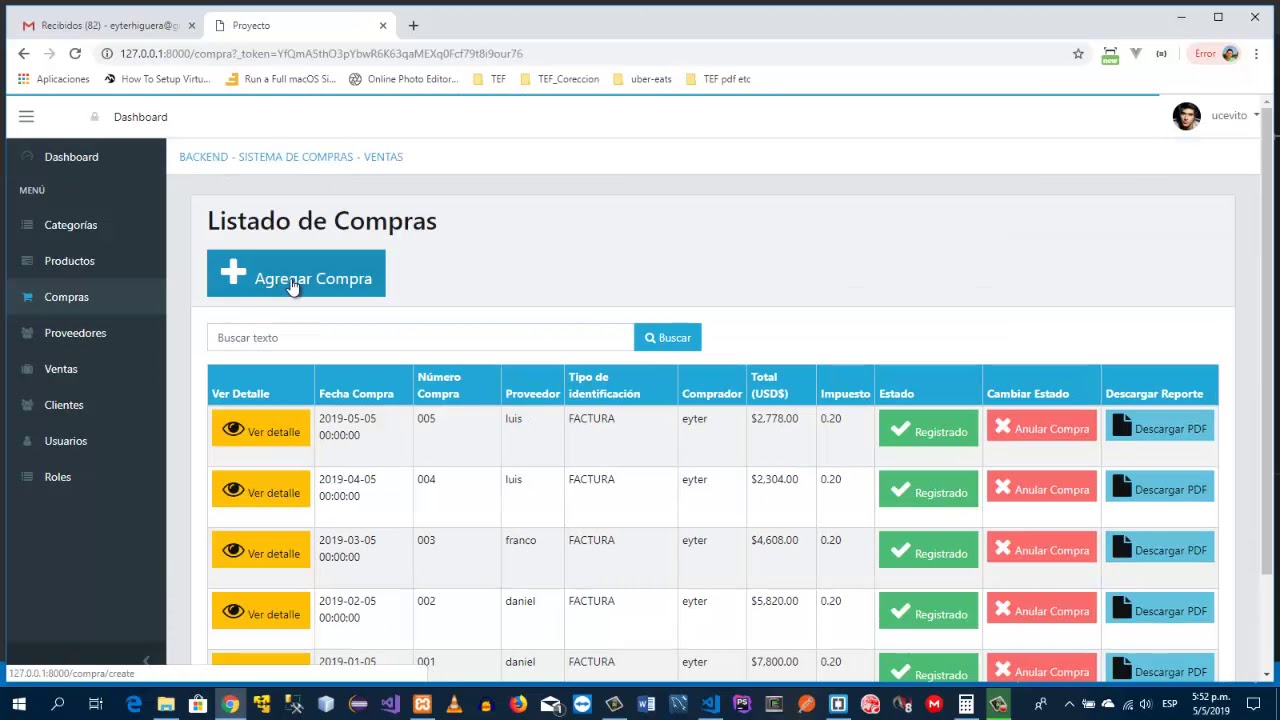 Recibidos (82) - eyterhiguera@g
Proyecto
127.0.0.1:8000/compra?_token=YfQmA5thO3pYbwR6K63qaMEXq0Fcf79t8i9our76
Error
Aplicaciones
How To Setup Virtu...
Run a Full macOS Si...
Online Photo Editor...
TEF
TEF_Coreccion
uber-eats
TEF pdf etc
new
Dashboard
ucevito
Dashboard
MENÚ
Categorías
Productos
Compras
Proveedores
Ventas
Clientes
Usuarios
Roles
BACKEND - SISTEMA DE COMPRAS - VENTAS
Listado de Compras
Agregar Compra
Buscar texto
Buscar
Ver Detalle Fecha Compra Número Compra Proveedor Tipo de identificación Comprador Total (USD$) Impuesto Estado Cambiar Estado Descargar Reporte
Ver detalle 2019-05-05 00:00:00 005 luis FACTURA eyter $2,778.00 0.20 Registrado Anular Compra Descargar PDF
Ver detalle 2019-04-05 00:00:00 004 luis FACTURA eyter $2,304.00 0.20 Registrado Anular Compra Descargar PDF
Ver detalle 2019-03-05 00:00:00 003 franco FACTURA eyter $4,608.00 0.20 Registrado Anular Compra Descargar PDF
Ver detalle 2019-02-05 00:00:00 002 daniel FACTURA eyter $5,820.00 0.20 Registrado Anular Compra Descargar PDF
2019-01-05 001 daniel FACTURA eyter $7,800.00 0.20 Registrado Anular Compra Descargar PDF
127.0.0.1:8000/compra/create
ESP
5:52 p.m.
5/5/2019